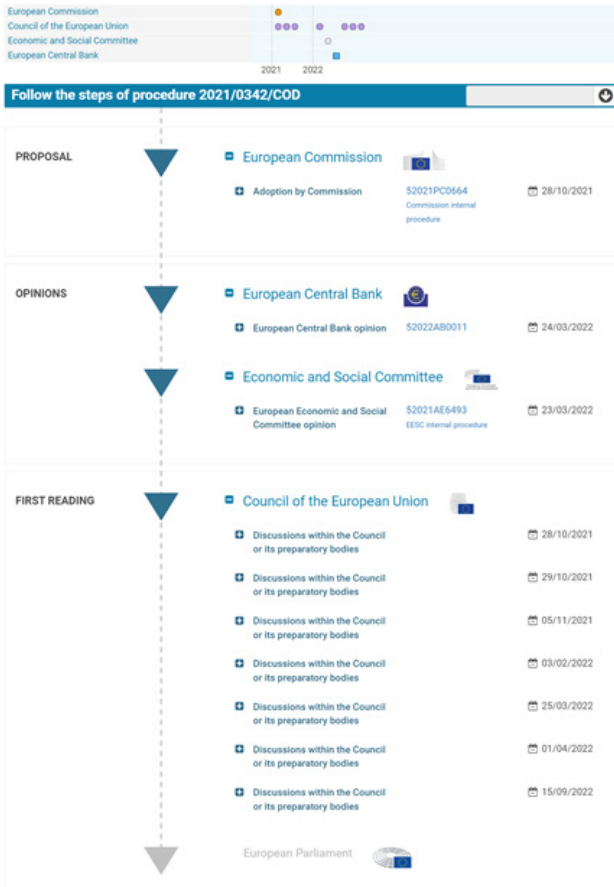 European Commission
Council of the European Union
Economic and Social Committee
European Central Bank
2021 2022
Follow the steps of procedure 2021/0342/COD
PROPOSAL
European Commission
Adoption by Commission 52021PC0664 28/10/2021
Commission internal
procedure
OPINIONS
European Central Bank
European Central Bank opinion 52022AB0011 24/03/2022
Economic and Social Committee
European Economic and Social 52021AE6493 23/03/2022
Committee opinion EESC internal procedure
FIRST READING
Council of the European Union
Discussions within the Council 28/10/2021
or its preparatory bodies
Discussions within the Council 29/10/2021
or its preparatory bodies
Discussions within the Council 05/11/2021
or its preparatory bodies
Discussions within the Council 03/02/2022
or its preparatory bodies
Discussions within the Council 25/03/2022
or its preparatory bodies
Discussions within the Council 01/04/2022
or its preparatory bodies
Discussions within the Council 15/09/2022
or its preparatory bodies
European Parliament